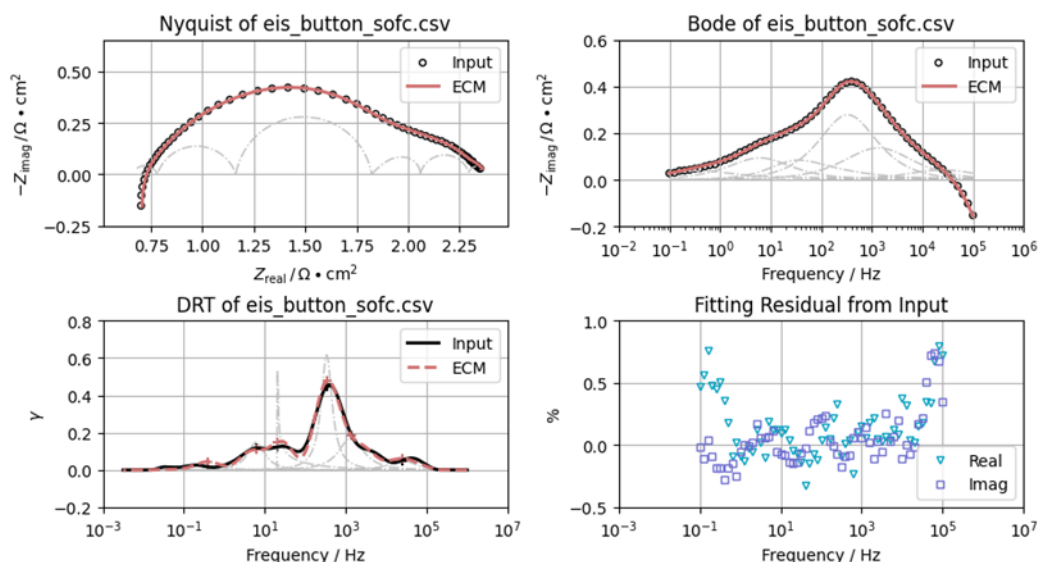 Nyquist of eis_button_sofc.csv
−Z_imag / Ω • cm²
0.50
0.25
0.00
−0.25
Input
ECM
0.75 1.00 1.25 1.50 1.75 2.00 2.25
Z_real / Ω • cm²
Bode of eis_button_sofc.csv
−Z_imag / Ω • cm²
0.6
0.4
0.2
0.0
−0.2
Input
ECM
10⁻² 10⁻¹ 10⁰ 10¹ 10² 10³ 10⁴ 10⁵ 10⁶
Frequency / Hz
DRT of eis_button_sofc.csv
γ
0.8
0.6
0.4
0.2
0.0
−0.2
Input
ECM
10⁻³ 10⁻¹ 10¹ 10³ 10⁵ 10⁷
Frequency / Hz
Fitting Residual from Input
%
1.0
0.5
0.0
−0.5
Real
Imag
10⁻³ 10⁻¹ 10¹ 10³ 10⁵ 10⁷
Frequency / Hz